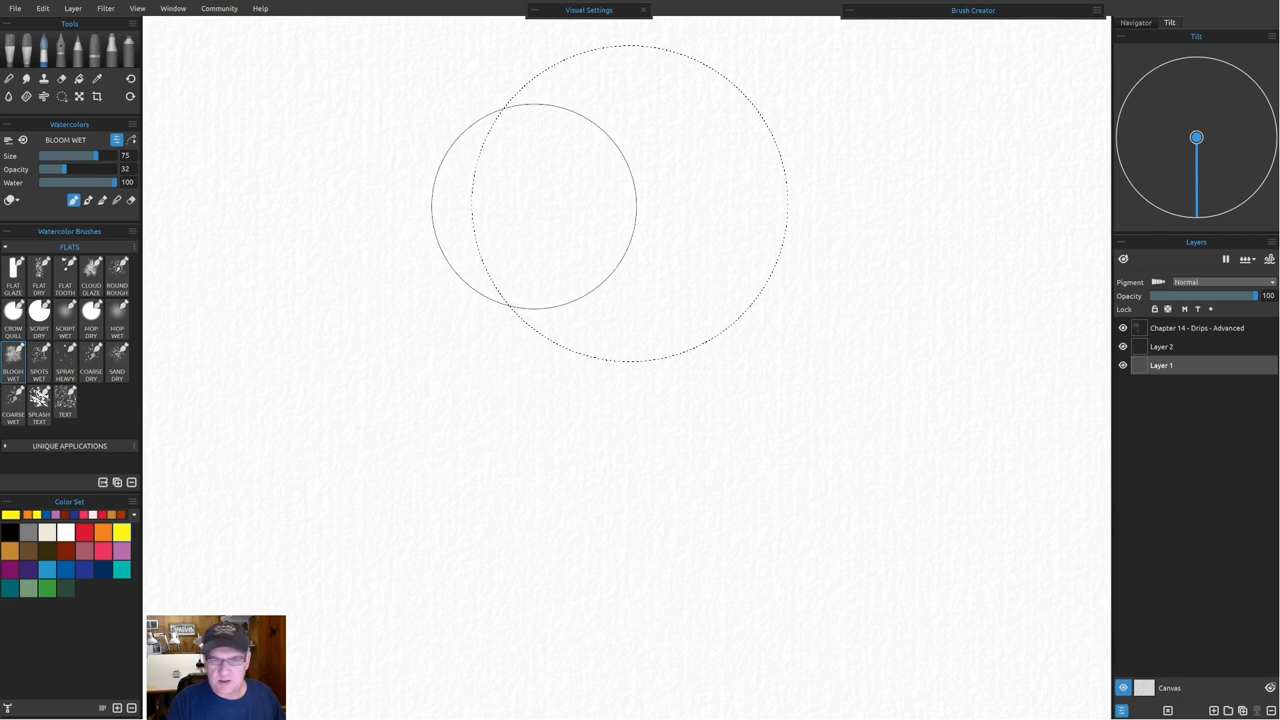 File Edit Layer Filter View Window Community Help
Visual Settings
Brush Creator
Navigator Tilt
Tools
Tilt
Watercolors
BLOOM WET
Size 75
Opacity 32
Water 100
Watercolor Brushes
FLATS
FLAT GLAZE
FLAT DRY
FLAT TOOTH
CLOUD GLAZE
ROUND ROUGH
CROW QUILL
SCRIPT DRY
SCRIPT WET
MOP DRY
MOP WET
BLOOM WET
SPOTS WET
SPRAY HEAVY
COARSE DRY
SAND DRY
COARSE WET
SPLASH TEXT
TEXT
UNIQUE APPLICATIONS
Color Set
Layers
Pigment Normal
Opacity 100
Lock M T
Chapter 14 - Drips - Advanced
Layer 2
Layer 1
Canvas